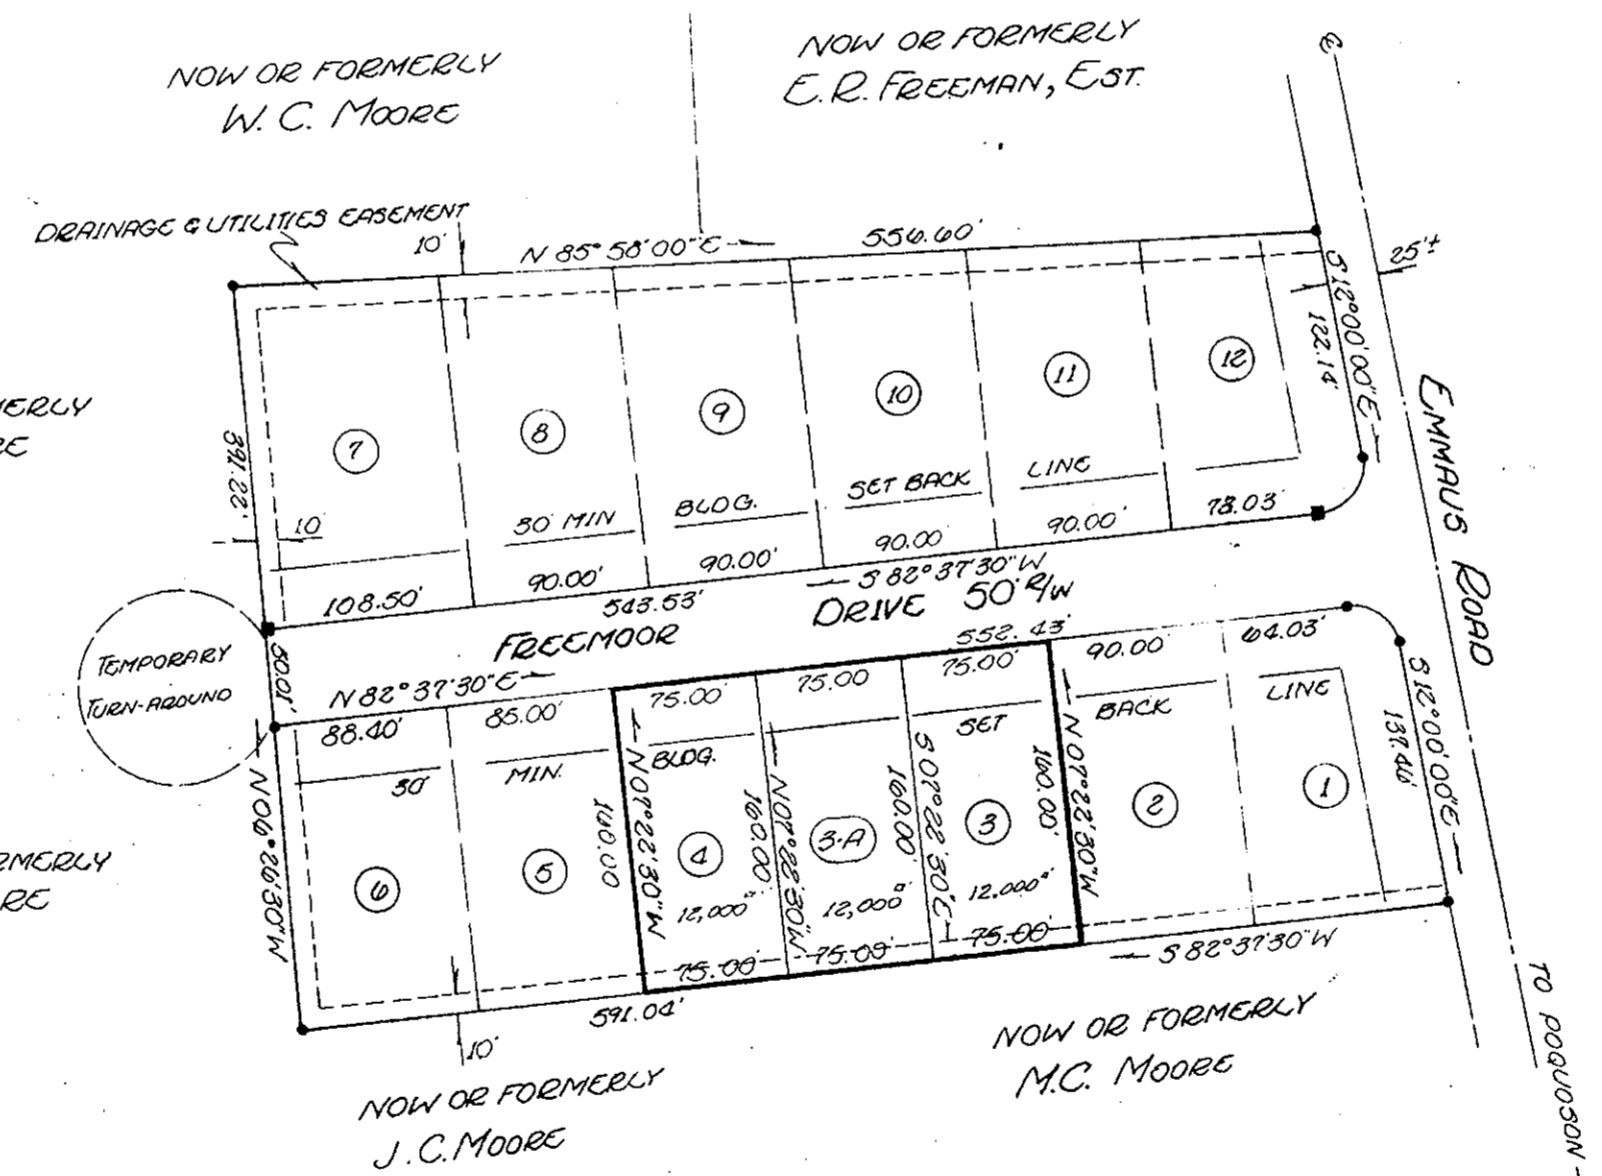 NOW OR FORMERLY
W. C. MOORE
NOW OR FORMERLY
E. R. FREEMAN, EST.
℄
DRAINAGE & UTILITIES EASEMENT
10'
N 85° 58' 00" E
556.60'
25'±
S 12° 00' 00" E
122.14'
ERLY
RE
391.22'
10'
7
8
9
10
11
12
30' MIN
BLDG.
SET BACK
LINE
108.50'
90.00'
90.00'
90.00'
90.00'
78.03'
543.53'
S 82° 37' 30" W
FREEMOOR
DRIVE 50' R/W
EMMAUS ROAD
TEMPORARY
TURN-AROUND
50.01'
N 82° 37' 30" E
552.43'
88.40'
85.00'
75.00'
75.00
75.00'
90.00'
64.03'
30'
MIN.
BLDG.
SET
BACK
LINE
N 06° 26' 30" W
160.00
N 07° 22' 30" W
160.00'
N 07° 22' 30" W
160.00'
S 07° 22' 30" E
160.00'
N 07° 22' 30" W
137.46'
S 12° 00' 00" E
6
5
4
3-A
3
2
1
12,000□
12,000□
12,000□
75.00'
75.00'
75.00'
RMERLY
RE
591.04'
S 82° 37' 30" W
10'
NOW OR FORMERLY
J. C. MOORE
NOW OR FORMERLY
M. C. MOORE
TO POQUOSON